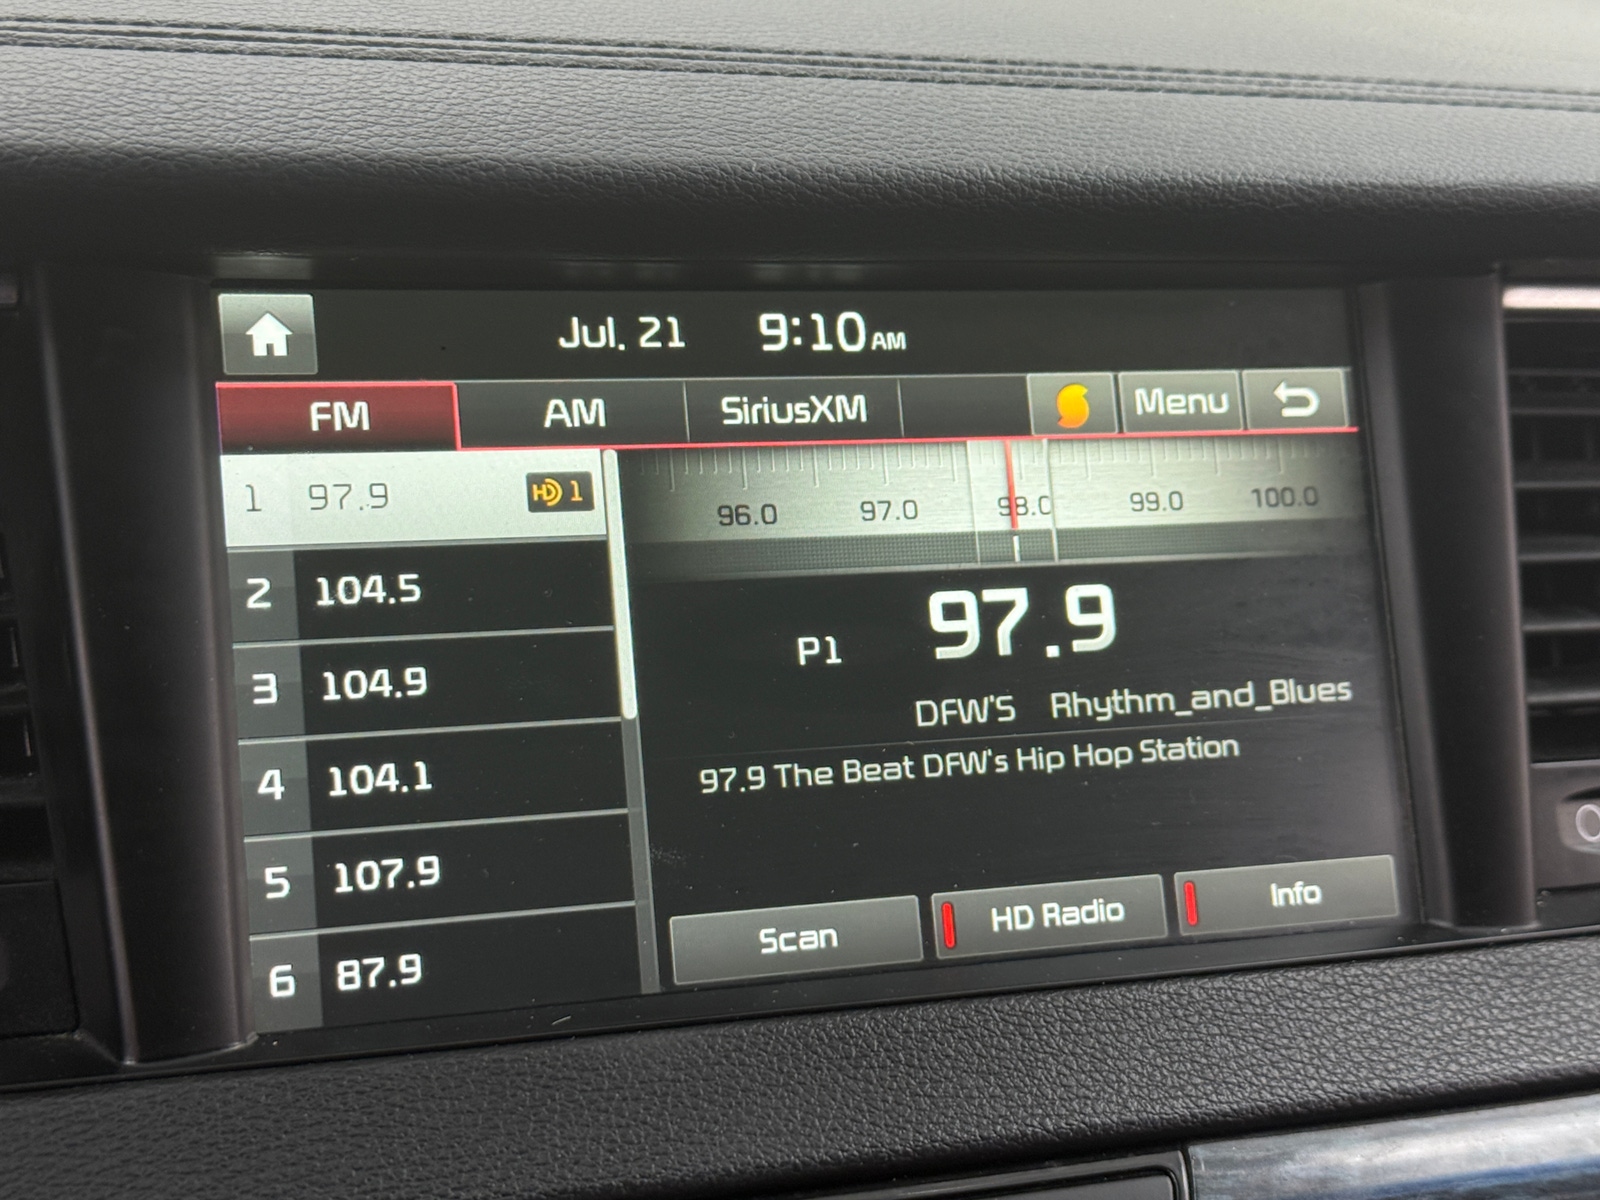 Jul. 21 9:10 AM
FM AM SiriusXM Menu
1 97.9 HD 1
2 104.5
3 104.9
4 104.1
5 107.9
6 87.9
96.0 97.0 98.0 99.0 100.0
P1 97.9
DFW'S Rhythm_and_Blues
97.9 The Beat DFW's Hip Hop Station
Scan HD Radio Info